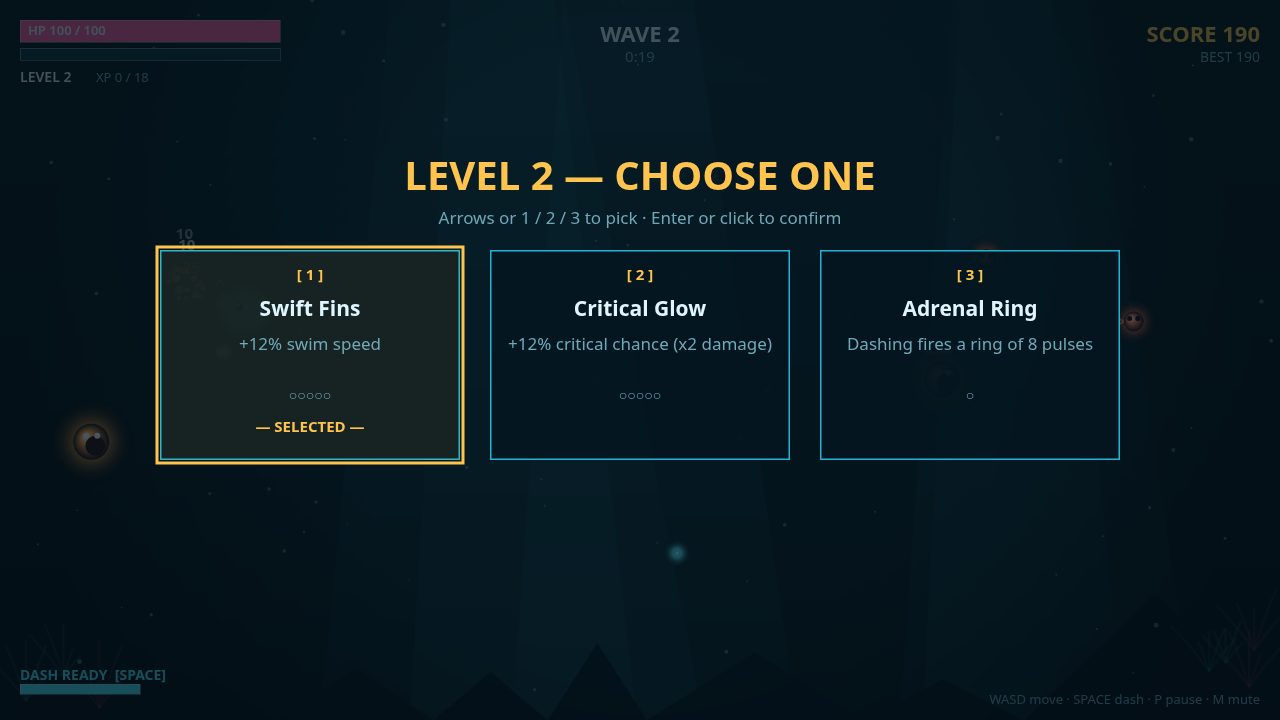 HP 100 / 100
LEVEL 2 XP 0 / 18
WAVE 2
0:19
SCORE 190
BEST 190
LEVEL 2 — CHOOSE ONE
Arrows or 1 / 2 / 3 to pick · Enter or click to confirm
10
10
[ 1 ]
Swift Fins
+12% swim speed
○○○○○
— SELECTED —
[ 2 ]
Critical Glow
+12% critical chance (x2 damage)
○○○○○
[ 3 ]
Adrenal Ring
Dashing fires a ring of 8 pulses
○
DASH READY [SPACE]
WASD move · SPACE dash · P pause · M mute